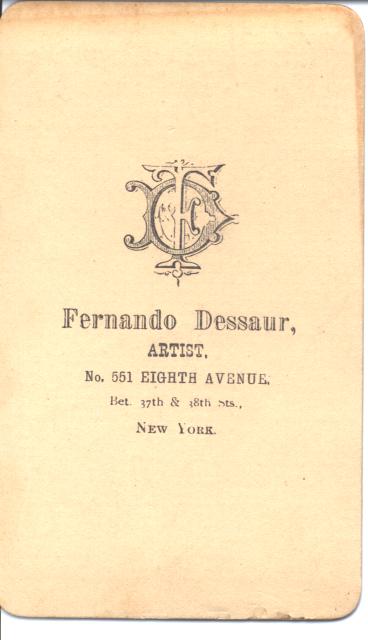 Fernando Dessaur,
ARTIST,
No. 551 EIGHTH AVENUE,
Bet. 37th & 38th Sts.,
NEW YORK.